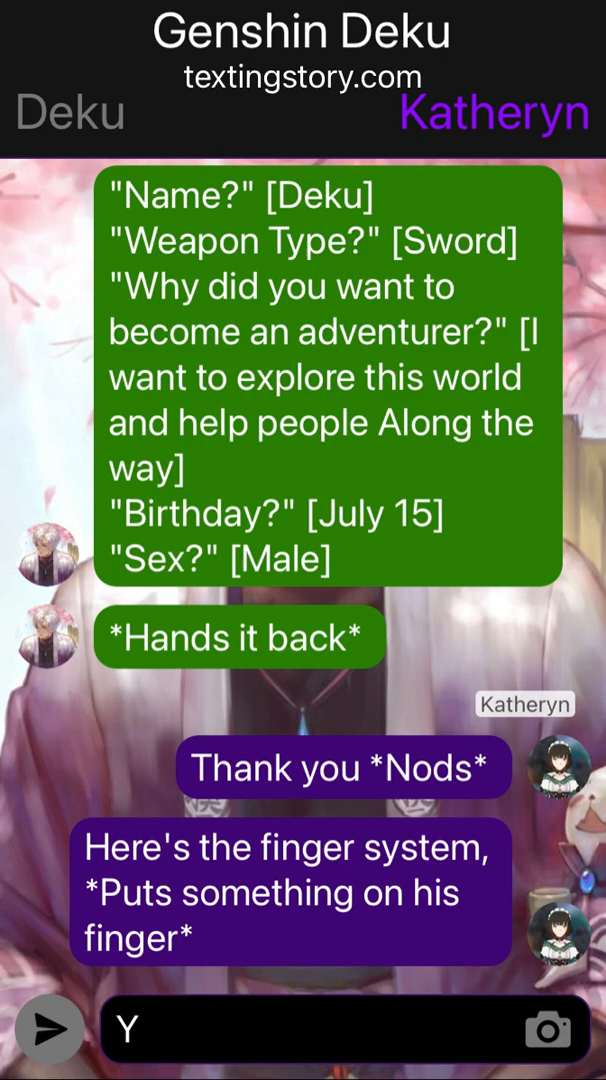 Genshin Deku
textingstory.com
Deku
Katheryn
"Name?" [Deku]
"Weapon Type?" [Sword]
"Why did you want to
become an adventurer?" [I
want to explore this world
and help people Along the
way]
"Birthday?" [July 15]
"Sex?" [Male]
*Hands it back*
Katheryn
Thank you *Nods*
Here's the finger system,
*Puts something on his
finger*
Y